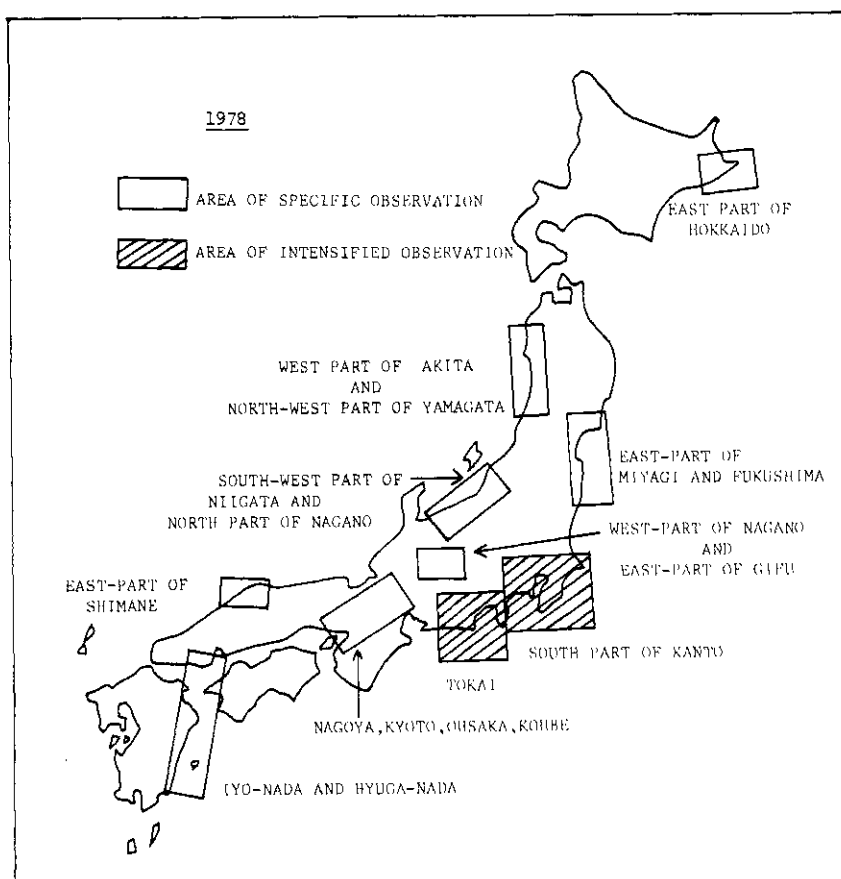 1978
AREA OF SPECIFIC OBSERVATION
AREA OF INTENSIFIED OBSERVATION
EAST PART OF
HOKKAIDO
WEST PART OF AKITA
AND
NORTH-WEST PART OF YAMAGATA
EAST-PART OF
MIYAGI AND FUKUSHIMA
SOUTH-WEST PART OF
NIIGATA AND
NORTH PART OF NAGANO
WEST-PART OF NAGANO
AND
EAST-PART OF GIFU
EAST-PART OF
SHIMANE
SOUTH PART OF KANTO
TOKAI
NAGOYA,KYOTO,OHSAKA,KOHBE
IYO-NADA AND HYUGA-NADA